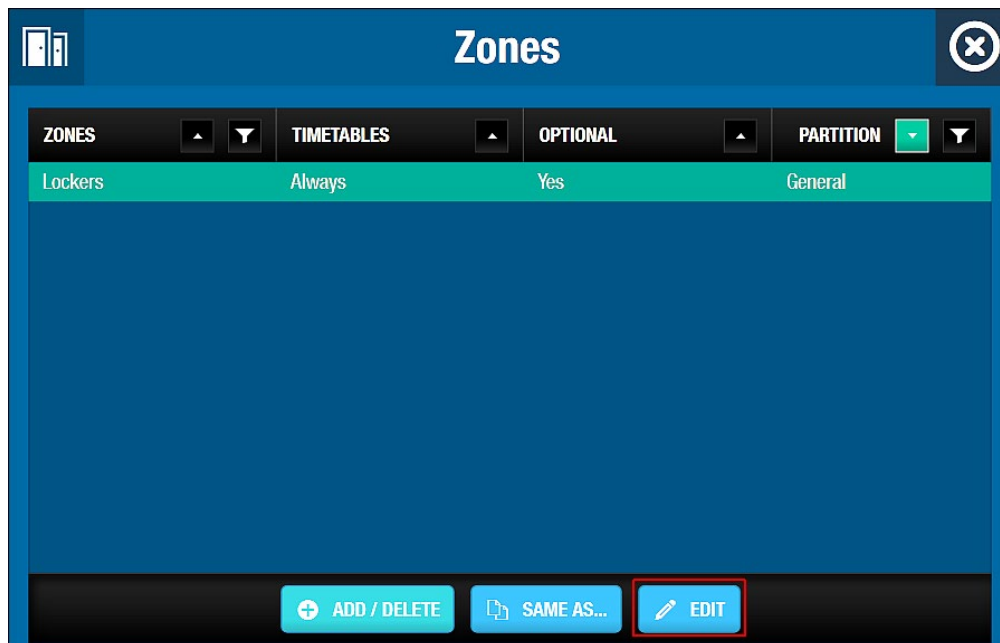 Zones
ZONES TIMETABLES OPTIONAL PARTITION
Lockers Always Yes General
ADD / DELETE SAME AS... EDIT